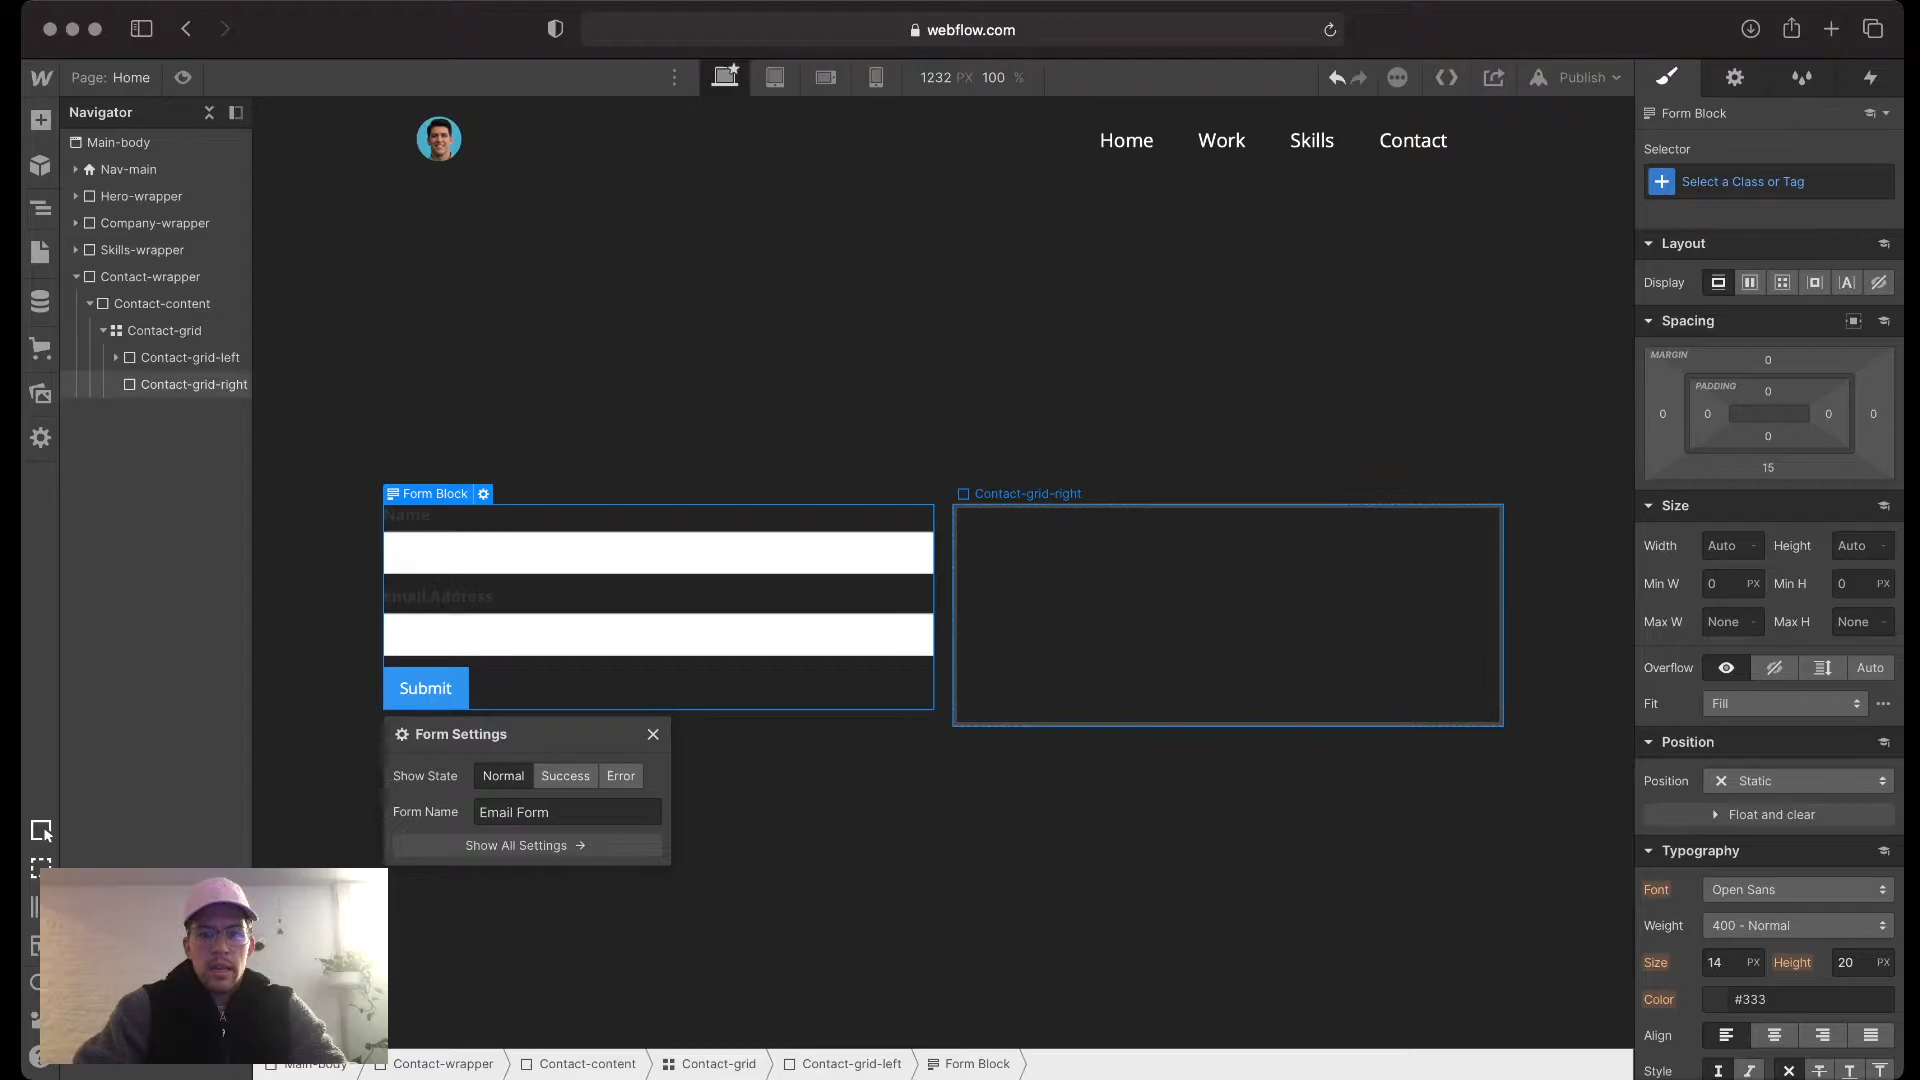 webflow.com
Page: Home
1232 PX 100 %
Publish
Navigator
Main-body
Nav-main
Hero-wrapper
Company-wrapper
Skills-wrapper
Contact-wrapper
Contact-content
Contact-grid
Contact-grid-left
Contact-grid-right
Home Work Skills Contact
Form Block
Name
Email Address
Submit
Contact-grid-right
Form Settings
Show State Normal Success Error
Form Name Email Form
Show All Settings
Form Block
Selector
Select a Class or Tag
Layout
Display
Spacing
MARGIN
0
PADDING
0
0 0 0 0
0
15
Size
Width Auto - Height Auto -
Min W 0 PX Min H 0 PX
Max W None - Max H None -
Overflow Auto
Fit Fill
Position
Position Static
Float and clear
Typography
Font Open Sans
Weight 400 - Normal
Size 14 PX Height 20 PX
Color #333
Align
Style
Main-body Contact-wrapper Contact-content Contact-grid Contact-grid-left Form Block